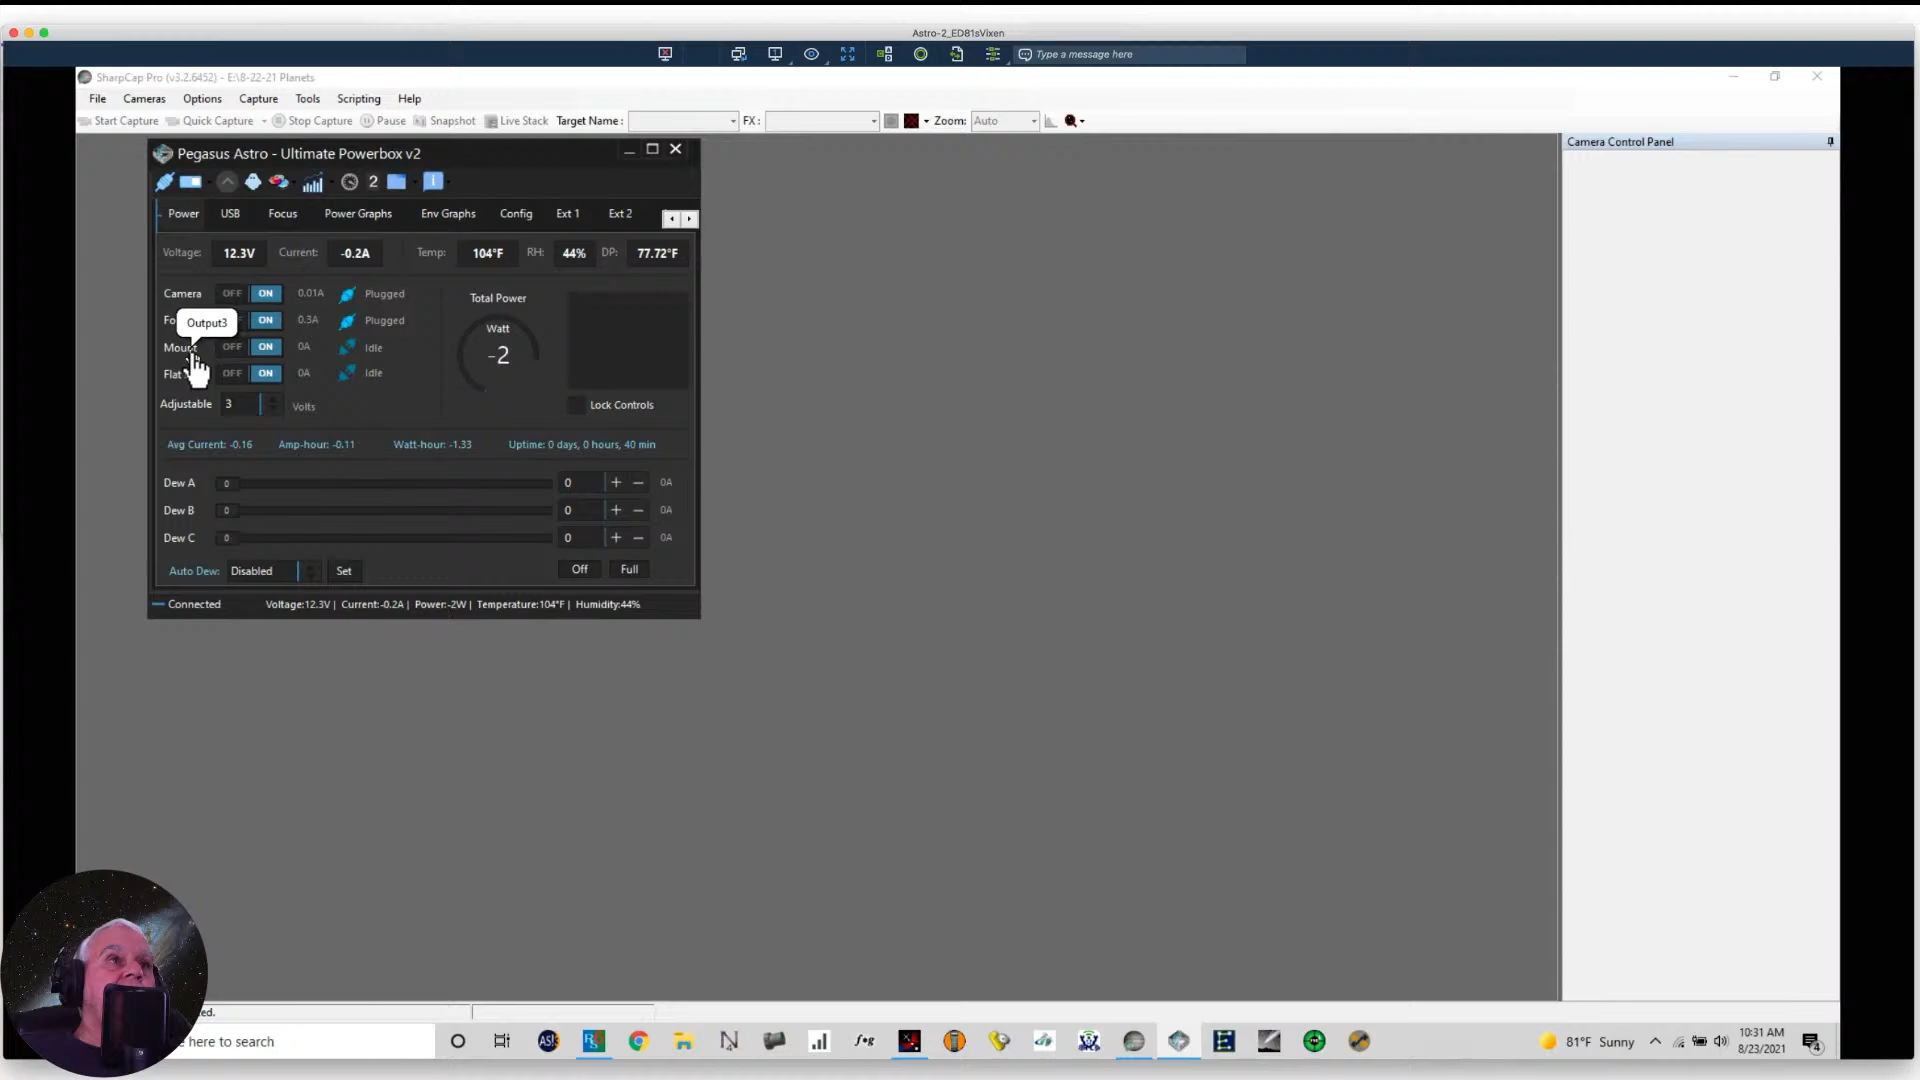 Astro-2_ED81sVixen
Type a message here
SharpCap Pro (v3.2.6452) - E:\8-22-21 Planets
File Cameras Options Capture Tools Scripting Help
Start Capture Quick Capture Stop Capture Pause Snapshot Live Stack Target Name : FX : Zoom: Auto
Camera Control Panel
Pegasus Astro - Ultimate Powerbox v2
2
Power USB Focus Power Graphs Env Graphs Config Ext 1 Ext 2
Voltage: 12.3V Current: -0.2A Temp: 104°F RH: 44% DP: 77.72°F
Camera OFF ON 0.01A Plugged
Total Power
Fo ON 0.3A Plugged
Output3
Watt
-2
Mount OFF ON 0A Idle
Flat OFF ON 0A Idle
Adjustable 3 Volts
Lock Controls
Avg Current: -0.16 Amp-hour: -0.11 Watt-hour: -1.33 Uptime: 0 days, 0 hours, 40 min
Dew A 0 0 + - 0A
Dew B 0 0 + - 0A
Dew C 0 0 + - 0A
Auto Dew: Disabled Set Off Full
Connected Voltage:12.3V | Current:-0.2A | Power:-2W | Temperature:104°F | Humidity:44%
ed.
here to search
81°F Sunny
10:31 AM
8/23/2021
4